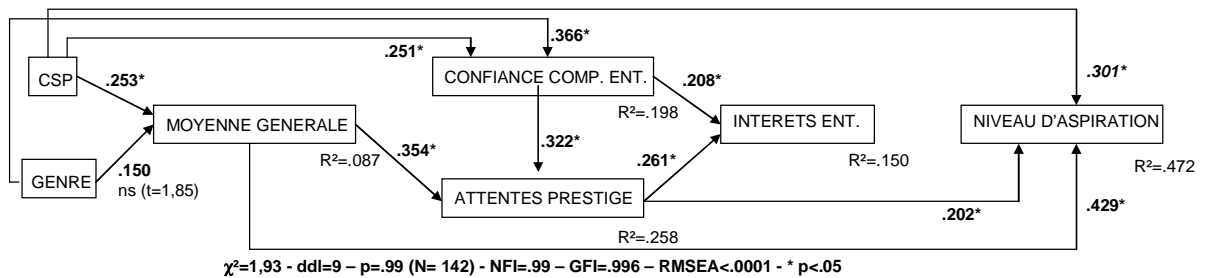 .366*
.251*
CSP
.253*
CONFIANCE COMP. ENT.
.208*
.301*
R²=.198
MOYENNE GENERALE
INTERETS ENT.
NIVEAU D'ASPIRATION
R²=.087
.354*
.322*
.261*
R²=.150
R²=.472
GENRE
.150
ns (t=1,85)
ATTENTES PRESTIGE
.202*
.429*
R²=.258
χ²=1,93 - ddl=9 – p=.99 (N= 142) - NFI=.99 – GFI=.996 – RMSEA<.0001 - * p<.05